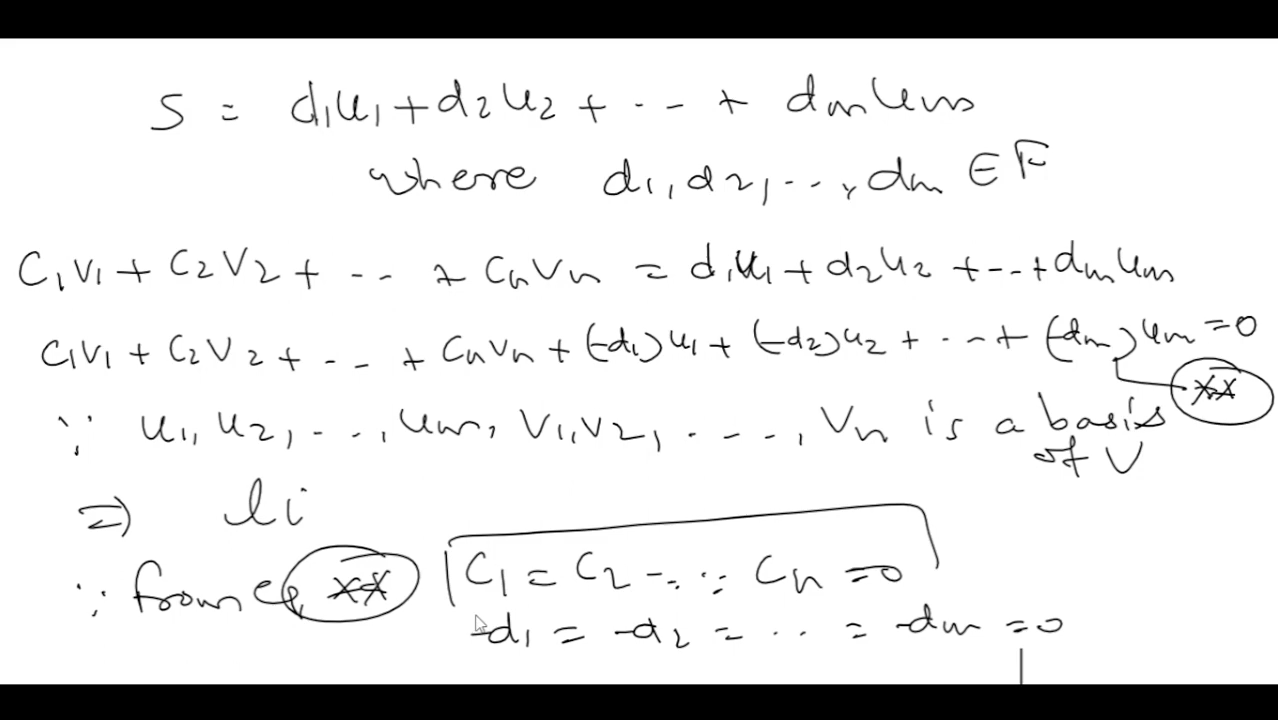 S = d1u1 + d2u2 + ... + dmum
where d1, d2, ..., dm ∈ F
C1V1 + C2V2 + ... + CnVn = d1u1 + d2u2 + ... + dmum
C1V1 + C2V2 + ... + CnVn + (-d1)u1 + (-d2)u2 + ... + (-dm)um = 0
**
∵ u1, u2, ..., um, V1, V2, ..., Vn is a basis
of V
⇒ li
∵ from eq ** C1 = C2 = ... = Cn = 0
-d1 = -d2 = ... = -dm = 0